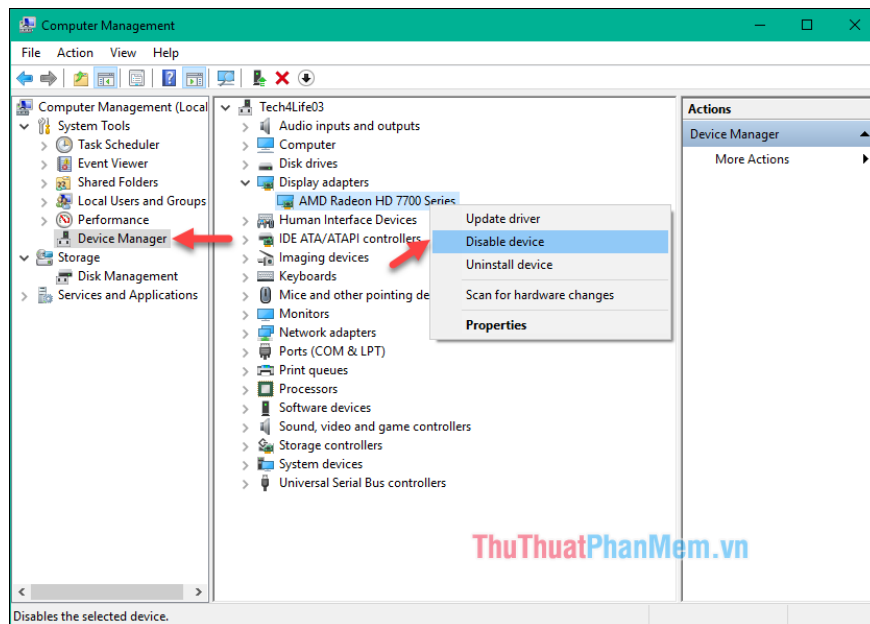 Computer Management
File Action View Help
Computer Management (Local
System Tools
Task Scheduler
Event Viewer
Shared Folders
Local Users and Groups
Performance
Device Manager
Storage
Disk Management
Services and Applications
Tech4Life03
Audio inputs and outputs
Computer
Disk drives
Display adapters
AMD Radeon HD 7700 Series
Human Interface Devices
IDE ATA/ATAPI controllers
Imaging devices
Keyboards
Mice and other pointing de
Monitors
Network adapters
Ports (COM & LPT)
Print queues
Processors
Software devices
Sound, video and game controllers
Storage controllers
System devices
Universal Serial Bus controllers
Update driver
Disable device
Uninstall device
Scan for hardware changes
Properties
Actions
Device Manager
More Actions
ThuThuatPhanMem.vn
Disables the selected device.